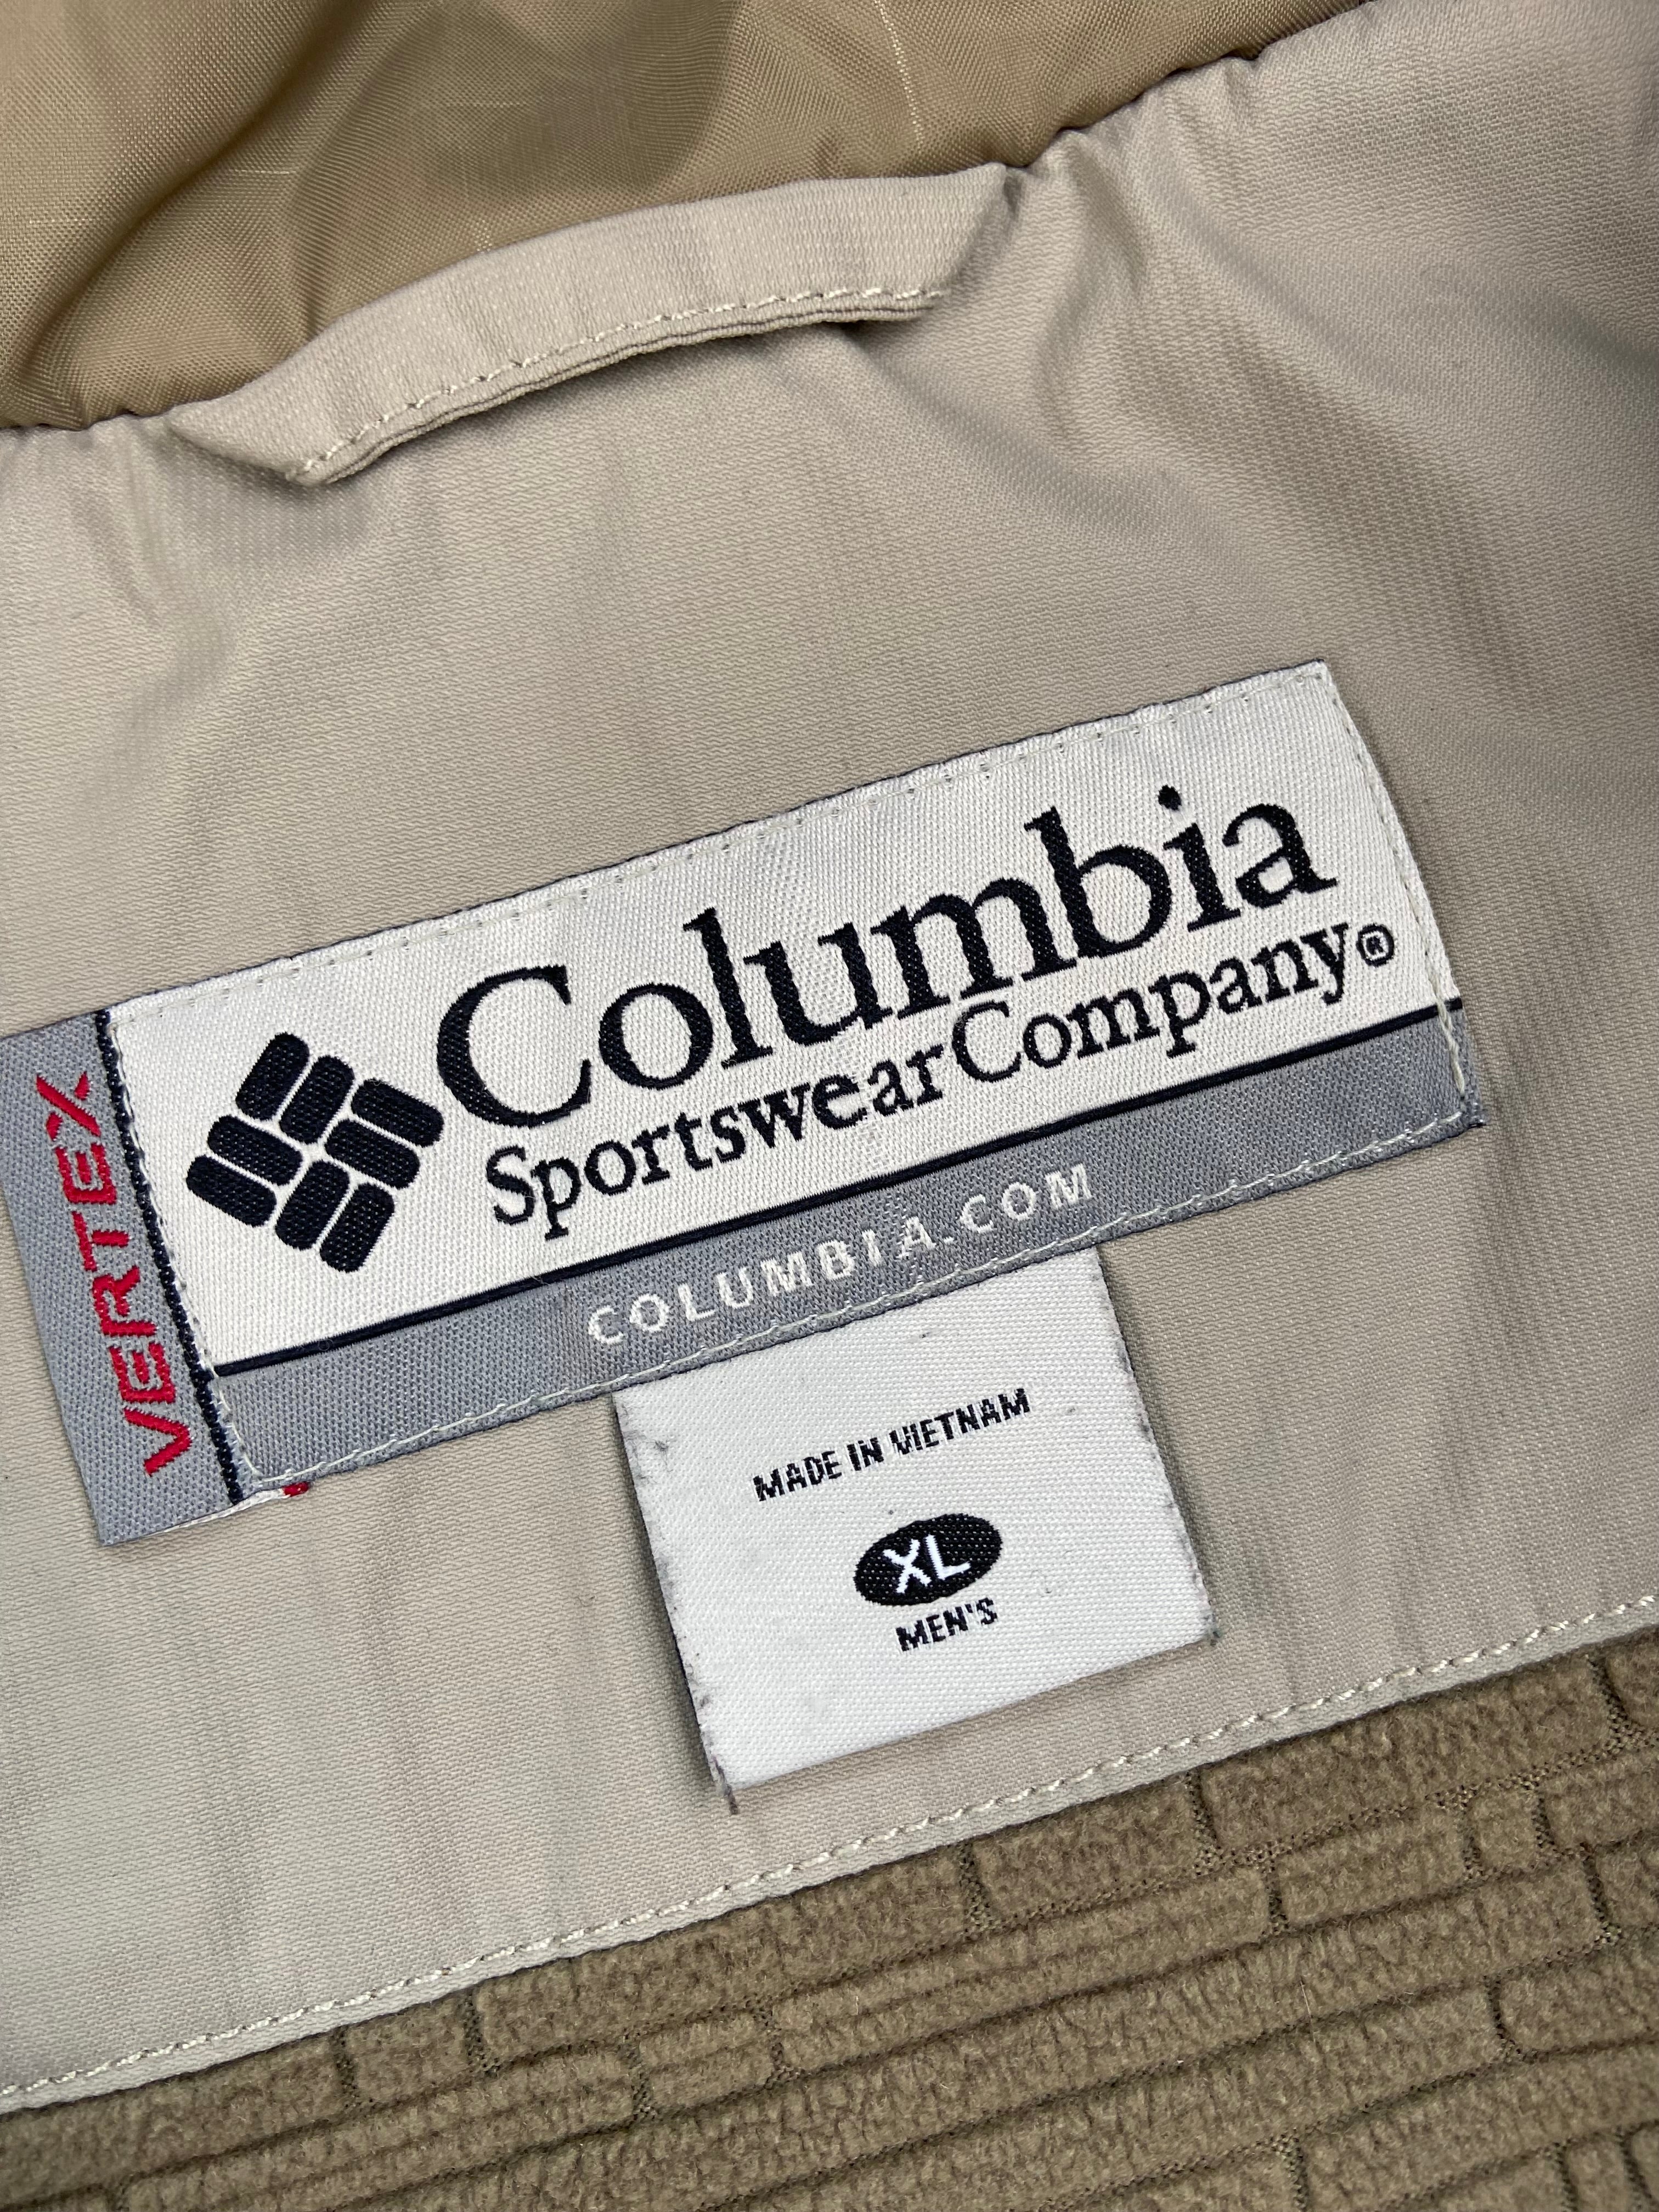 VERTEX
Columbia
Sportswear Company®
COLUMBIA.COM
MADE IN VIETNAM
XL
MEN'S